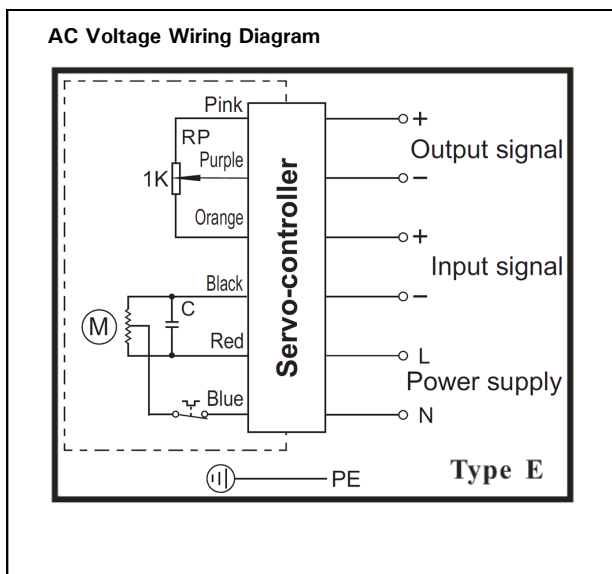 AC Voltage Wiring Diagram
Pink
RP
Purple
1K
Orange
Black
C
M
Red
Blue
Servo-controller
+
Output signal
−
+
Input signal
−
L
Power supply
N
PE
Type E